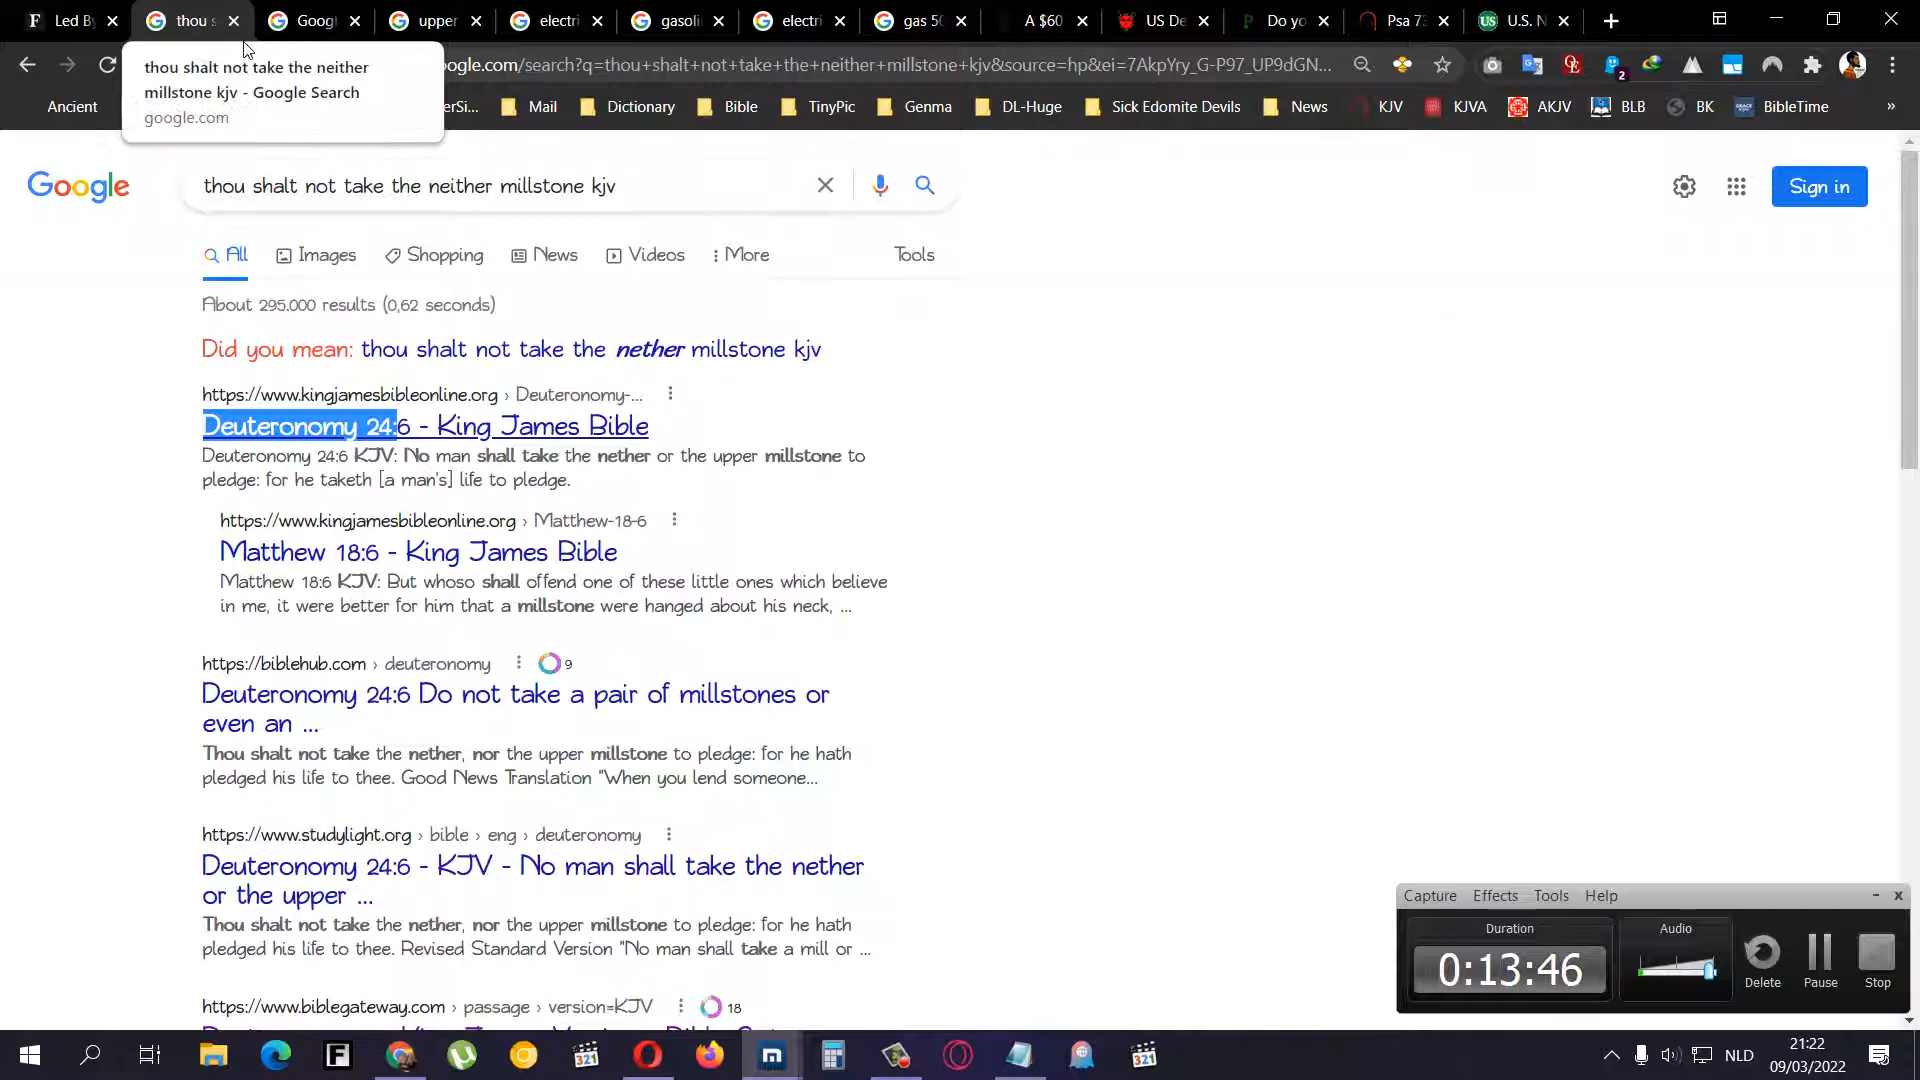 Led By
thou s
Googl
upper
electri
gasoli
electri
gas 50
A $60
US De
Do yo
Psa 73
U.S. N
thou shalt not take the neither
millstone kjv - Google Search
google.com
oogle.com/search?q=thou+shalt+not+take+the+neither+millstone+kjv&source=hp&ei=7AkpYry_G-P97_UP9dGN...
2
Ancient
erSi...
Mail
Dictionary
Bible
TinyPic
Genma
DL-Huge
Sick Edomite Devils
News
KJV
KJVA
AKJV
BLB
BK
BibleTime
»
Google
thou shalt not take the neither millstone kjv
Sign in
All
Images
Shopping
News
Videos
More
Tools
About 295.000 results (0,62 seconds)
Did you mean: thou shalt not take the nether millstone kjv
https://www.kingjamesbibleonline.org › Deuteronomy-...
Deuteronomy 24:6 - King James Bible
Deuteronomy 24:6 KJV: No man shall take the nether or the upper millstone to
pledge: for he taketh [a man's] life to pledge.
https://www.kingjamesbibleonline.org › Matthew-18-6
Matthew 18:6 - King James Bible
Matthew 18:6 KJV: But whoso shall offend one of these little ones which believe
in me, it were better for him that a millstone were hanged about his neck, ...
https://biblehub.com › deuteronomy
9
Deuteronomy 24:6 Do not take a pair of millstones or
even an ...
Thou shalt not take the nether, nor the upper millstone to pledge: for he hath
pledged his life to thee. Good News Translation "When you lend someone...
https://www.studylight.org › bible › eng › deuteronomy
Deuteronomy 24:6 - KJV - No man shall take the nether
or the upper ...
Thou shalt not take the nether, nor the upper millstone to pledge: for he hath
pledged his life to thee. Revised Standard Version "No man shall take a mill or ...
https://www.biblegateway.com › passage › version=KJV
18
Capture
Effects
Tools
Help
Duration
0:13:46
Audio
Delete
Pause
Stop
NLD
21:22
09/03/2022